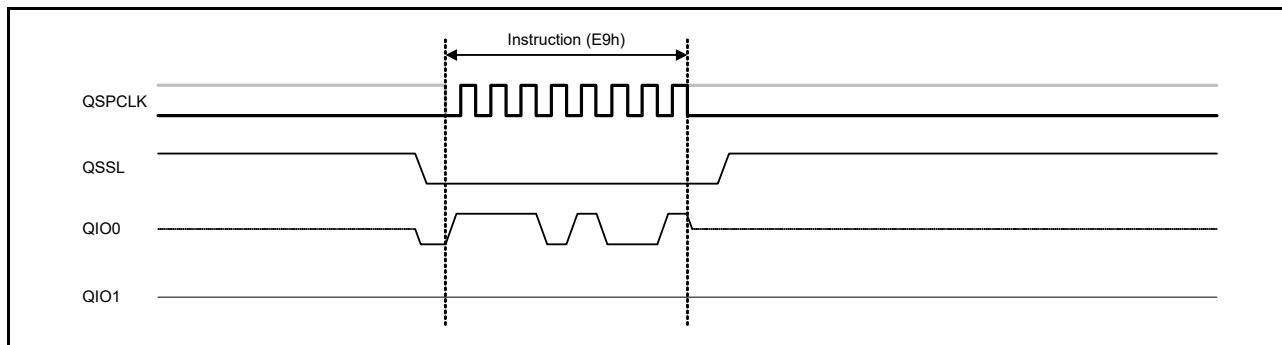 Instruction (E9h)
QSPCLK
QSSL
QIO0
QIO1